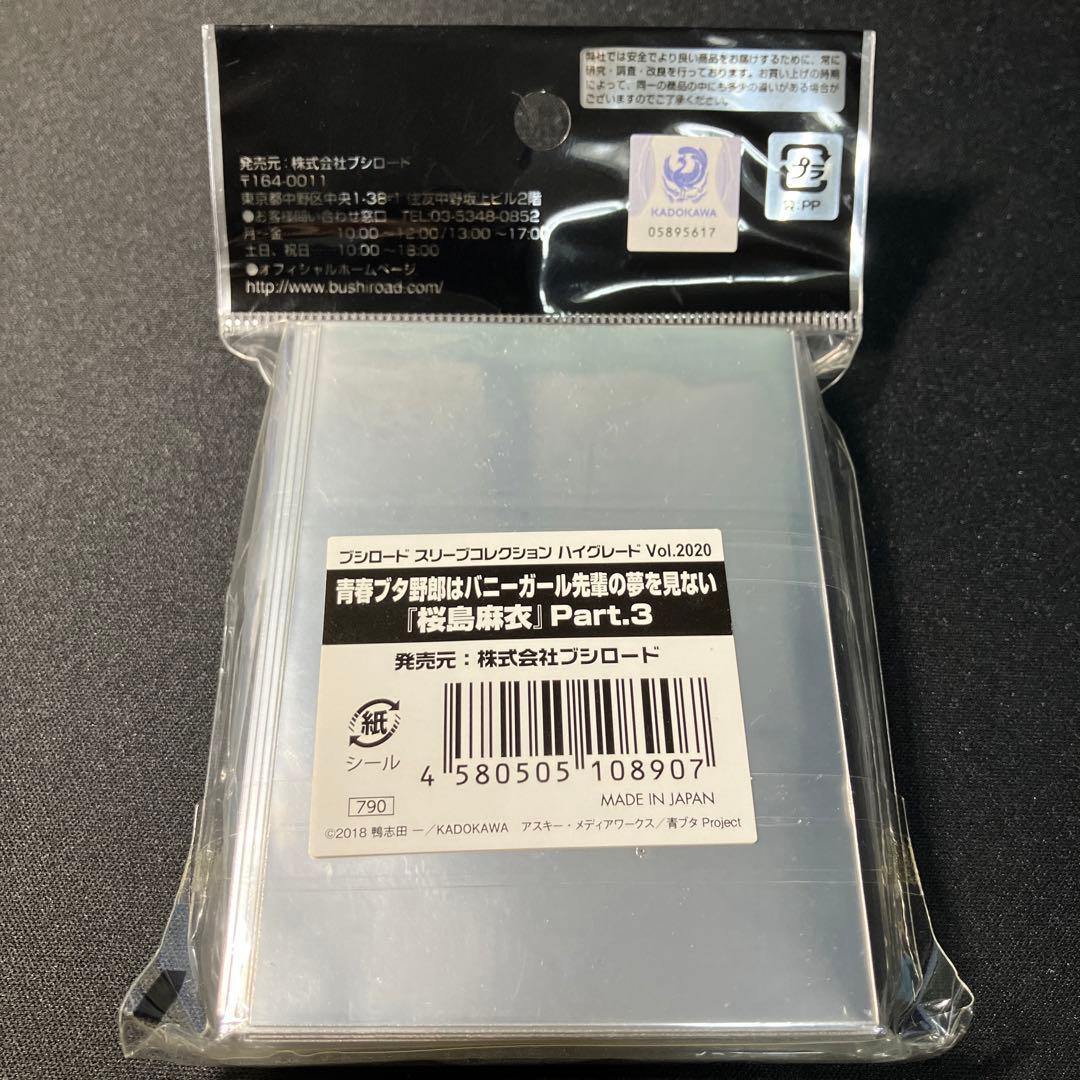 弊社では安全でより良い商品をお届けするために、常に
研究・調査・改良を行っております。お買い上げの時期
によって、同一の商品の中にも多少の違いがある場合が
ございますのでご了承ください。
発売元：株式会社ブシロード
〒164-0011
東京都中野区中央1-38-1 住友中野坂上ビル2階
●お客様問い合わせ窓口 TEL.03-5348-0852
月~金 10:00~12:00/13:00~17:00
土日、祝日 10:00~18:00
●オフィシャルホームページ
http://www.bushiroad.com/
KADOKAWA
05895617
プラ
袋:PP
ブシロード スリーブコレクション ハイグレード Vol.2020
青春ブタ野郎はバニーガール先輩の夢を見ない
『桜島麻衣』Part.3
発売元：株式会社ブシロード
紙
シール
4 580505 108907
790
MADE IN JAPAN
©2018 鴨志田 一／KADOKAWA アスキー・メディアワークス／青ブタ Project